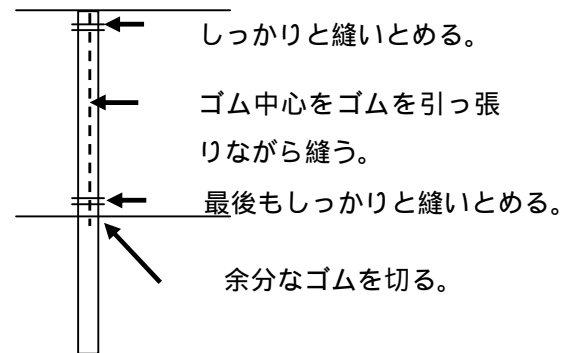 しっかりと縫いとめる。
ゴム中心をゴムを引っ張
りながら縫う。
最後もしっかりと縫いとめる。
余分なゴムを切る。